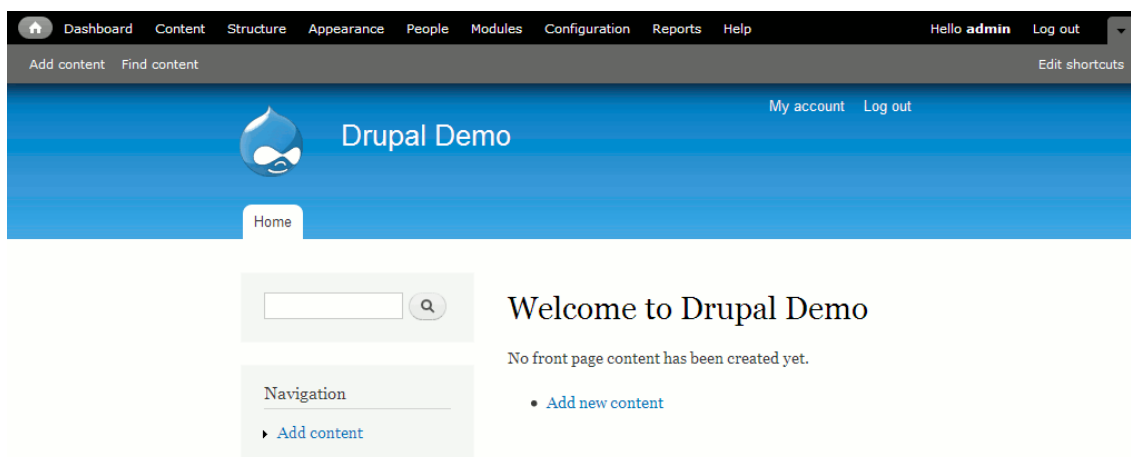 Dashboard Content Structure Appearance People Modules Configuration Reports Help Hello admin Log out
Add content Find content Edit shortcuts
My account Log out
Drupal Demo
Home
Welcome to Drupal Demo
No front page content has been created yet.
Add new content
Navigation
Add content